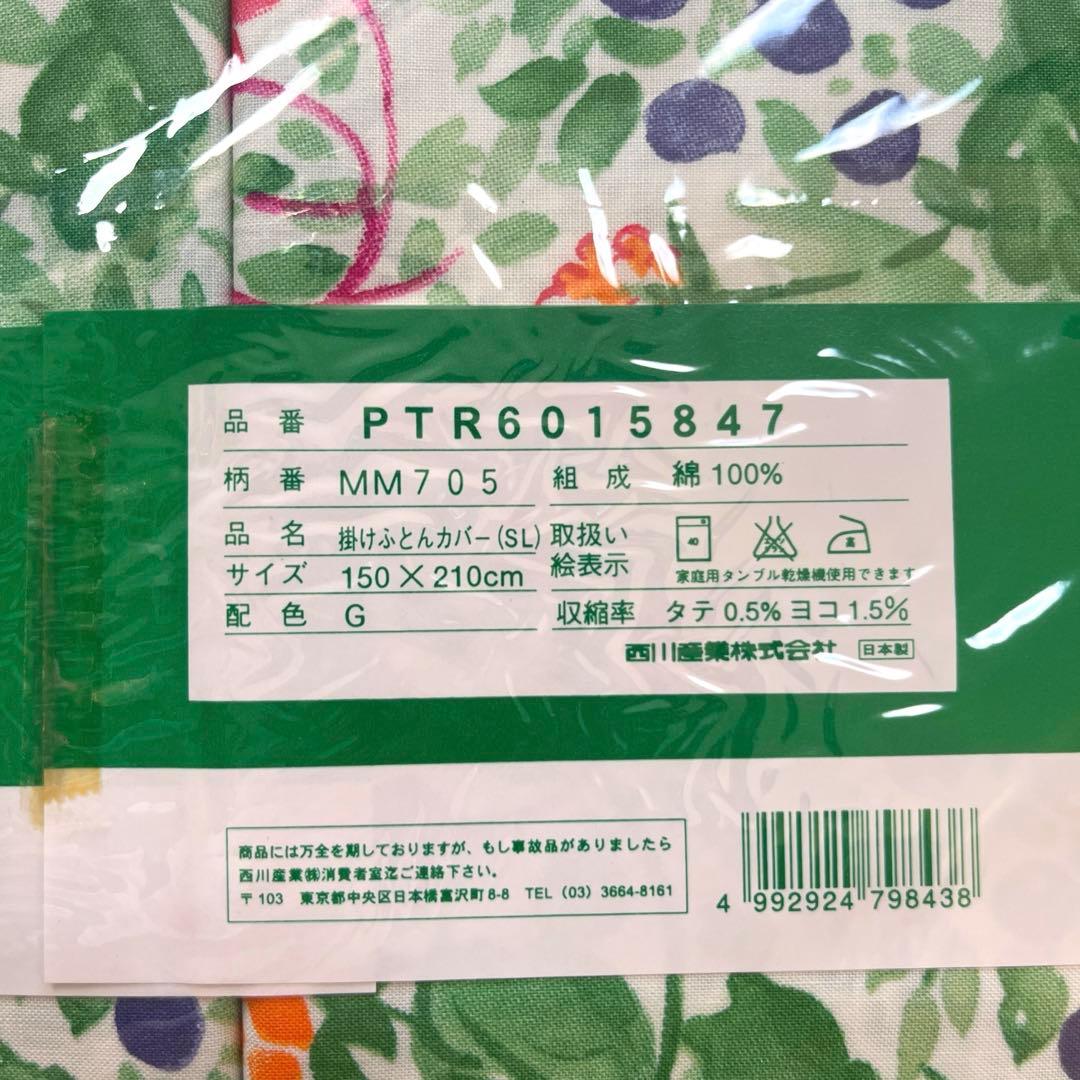 品番 PTR6015847
柄番 MM705 組成 綿100%
品名 掛けふとんカバー(SL) 取扱い
絵表示
40 高
サイズ 150×210cm 家庭用タンブル乾燥機使用できます
配色 G 収縮率 タテ0.5% ヨコ1.5%
西川産業株式会社 日本製
商品には万全を期しておりますが、もし事故品がありましたら
西川産業㈱消費者室迄ご連絡下さい。
〒103 東京都中央区日本橋富沢町8-8 TEL (03) 3664-8161
4 992924 798438